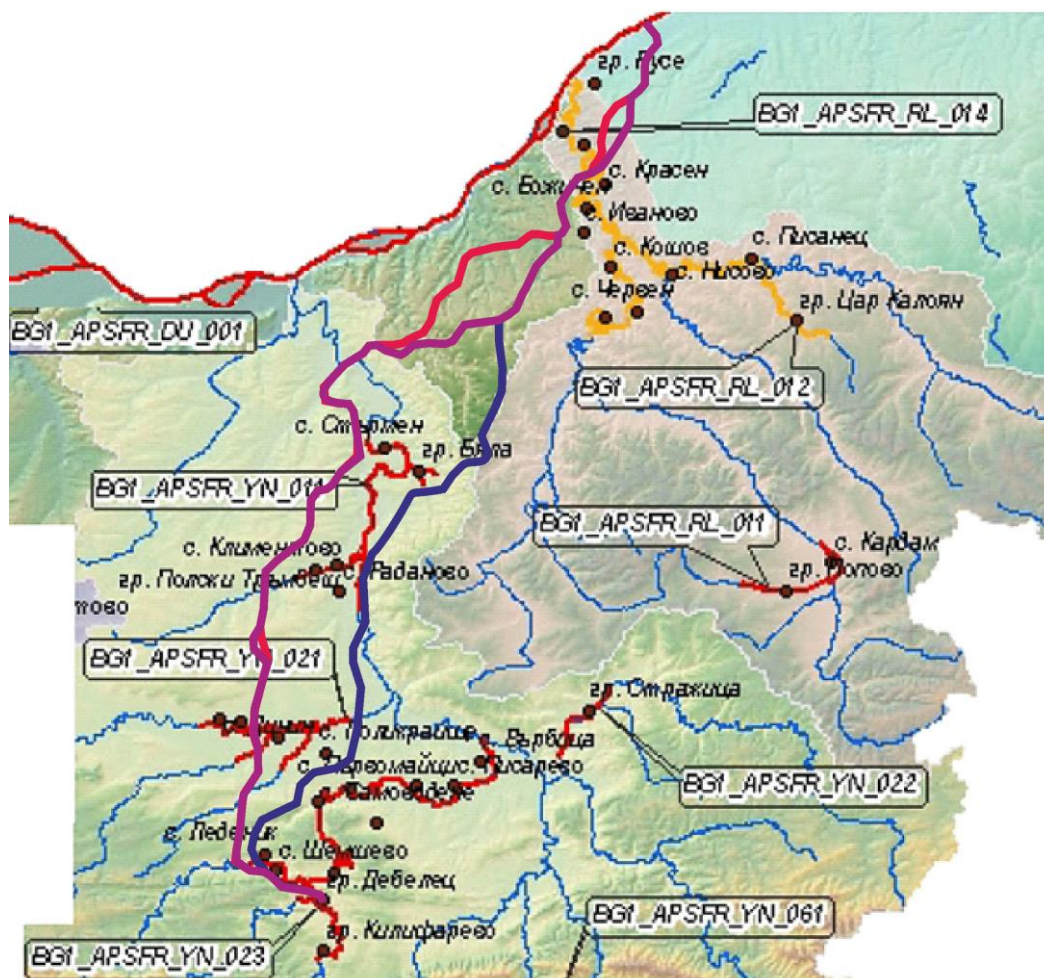 гр. Русе
BG1_APSFR_RL_014
с. Красен
с. Иваново
с. Кошов
с. Писанец
с. Нисово
с. Червен
гр. Цар Калоян
BG1_APSFR_DU_001
BG1_APSFR_RL_012
с. Стърмен
гр. Бяла
BG1_APSFR_YN_011
BG1_APSFR_RL_011
с. Климентово
с. Кардам
с. Раданово
гр. Попово
гр. Полски Тръмбеш
BG1_APSFR_YN_021
гр. Стражица
с. Поликраище
с. Върбица
с. Първомайци
с. Писарево
BG1_APSFR_YN_022
с. Самоводене
с. Леденик
с. Шемшево
гр. Дебелец
BG1_APSFR_YN_061
гр. Килифарево
BG1_APSFR_YN_023